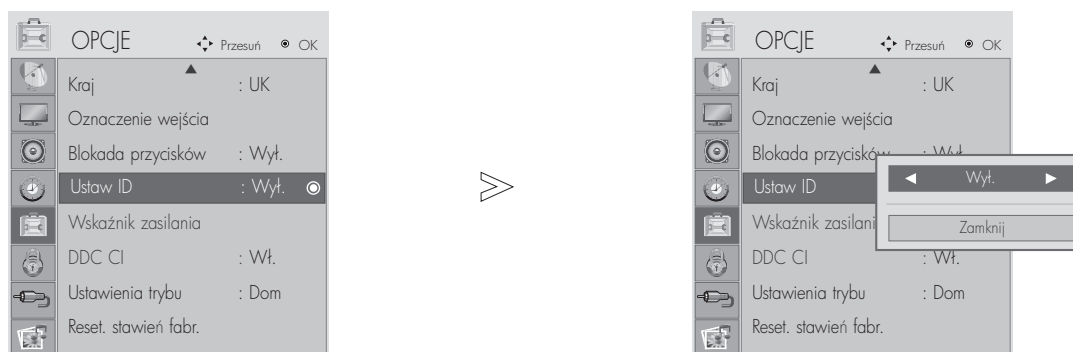 OPCJE Przesuń OK
Kraj : UK
Oznaczenie wejścia
Blokada przycisków : Wył.
Ustaw ID : Wył.
Wskaźnik zasilania
DDC CI : Wł.
Ustawienia trybu : Dom
Reset. stawień fabr.
OPCJE Przesuń OK
Kraj : UK
Oznaczenie wejścia
Blokada przycisków : Wył.
Ustaw ID
Wył.
Wskaźnik zasilani
Zamknij
DDC CI : Wł.
Ustawienia trybu : Dom
Reset. stawień fabr.